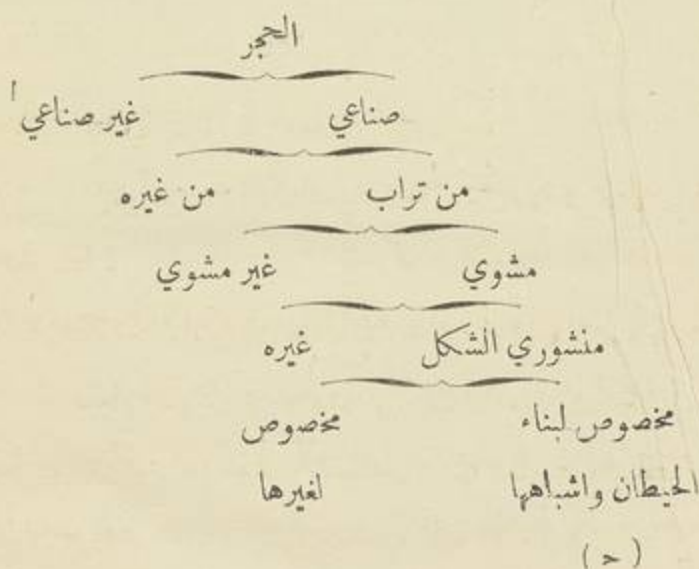 الحجر
صناعي غير صناعي
من تراب من غيره
مشوي غير مشوي
منشوري الشكل غيره
مخصوص لبناء مخصوص
الحيطان واشباهها لغيرها
( ح )